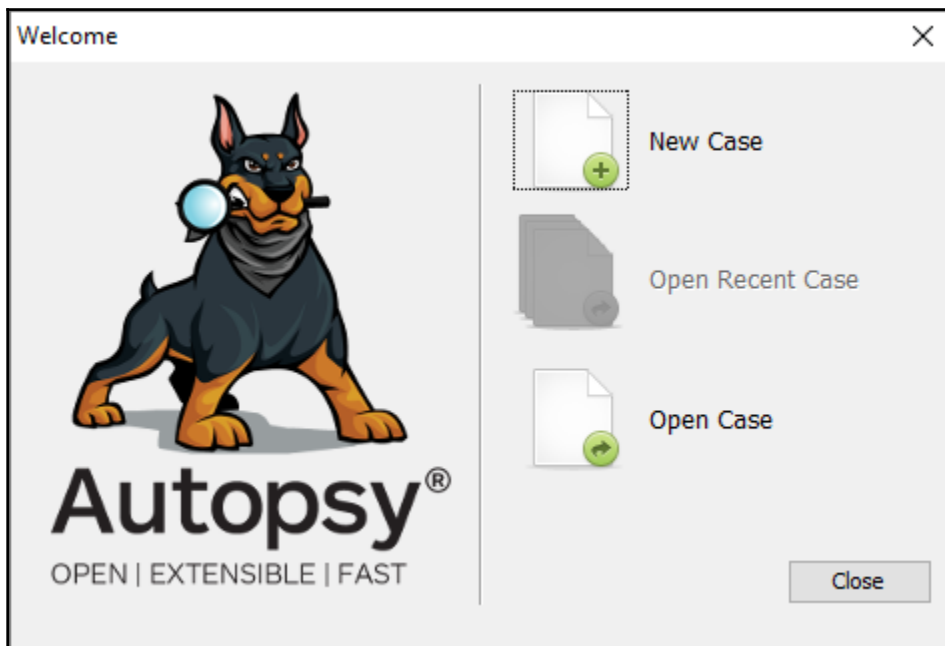 Welcome
New Case
Open Recent Case
Open Case
Autopsy®
OPEN | EXTENSIBLE | FAST
Close